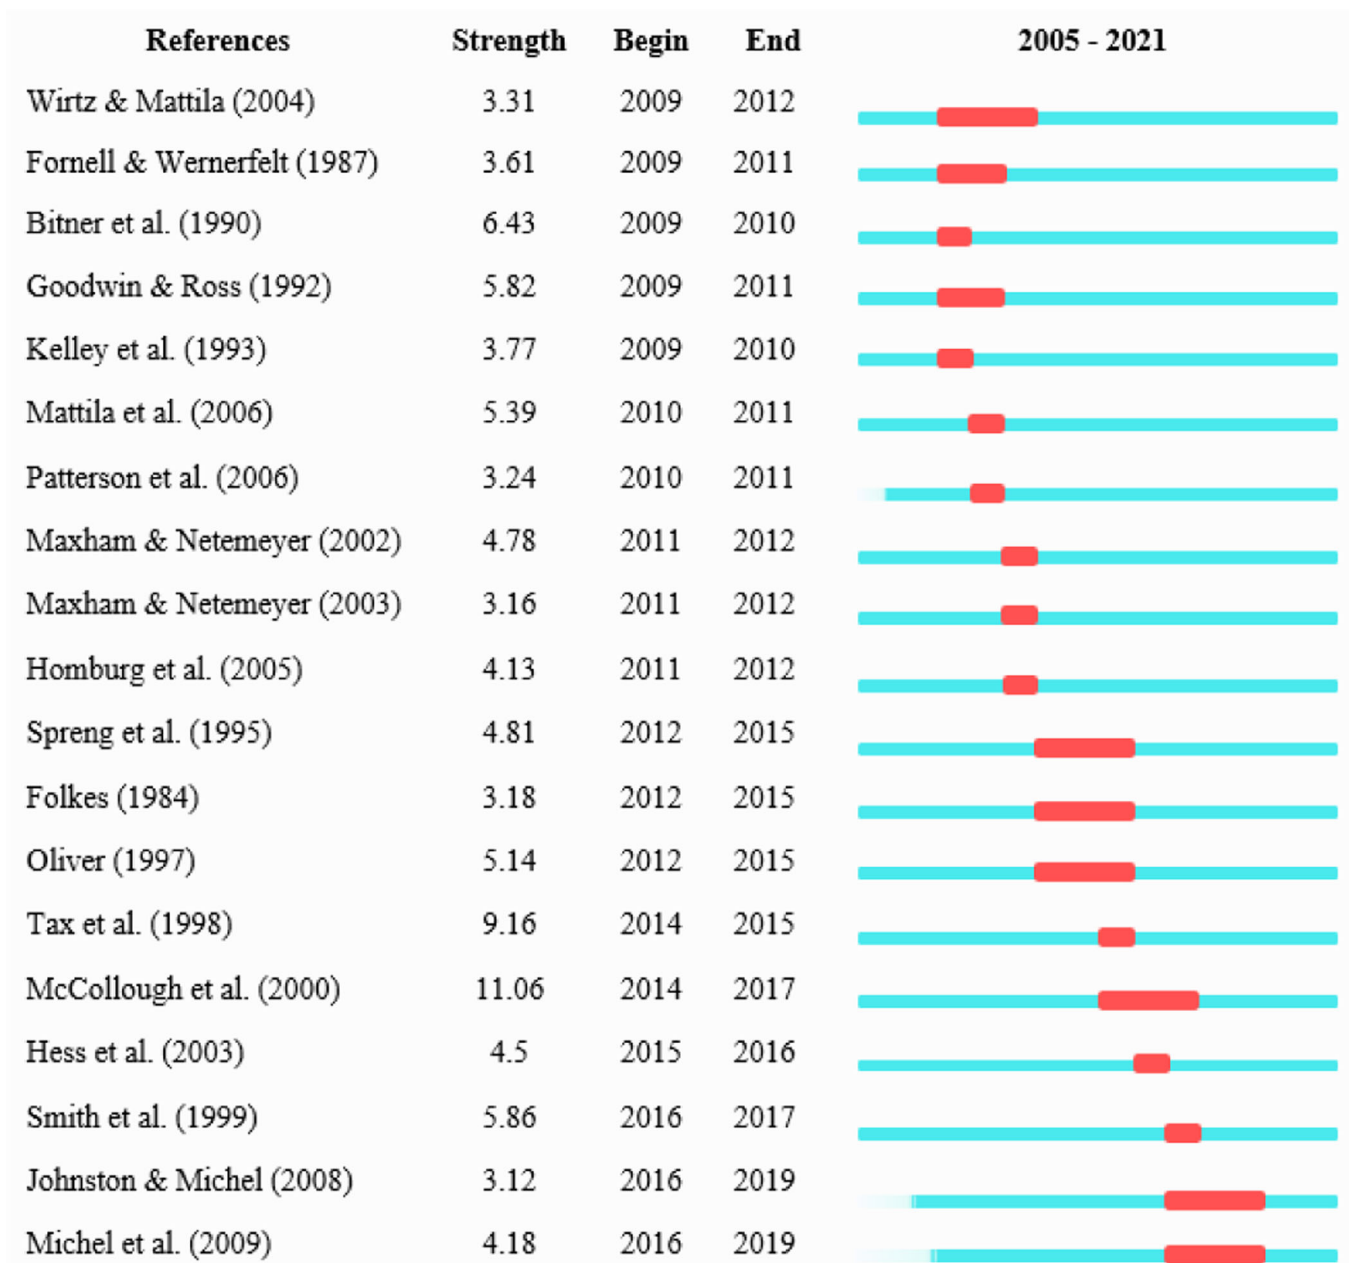 References Strength Begin End 2005 - 2021
Wirtz & Mattila (2004) 3.31 2009 2012
Fornell & Wernerfelt (1987) 3.61 2009 2011
Bitner et al. (1990) 6.43 2009 2010
Goodwin & Ross (1992) 5.82 2009 2011
Kelley et al. (1993) 3.77 2009 2010
Mattila et al. (2006) 5.39 2010 2011
Patterson et al. (2006) 3.24 2010 2011
Maxham & Netemeyer (2002) 4.78 2011 2012
Maxham & Netemeyer (2003) 3.16 2011 2012
Homburg et al. (2005) 4.13 2011 2012
Spreng et al. (1995) 4.81 2012 2015
Folkes (1984) 3.18 2012 2015
Oliver (1997) 5.14 2012 2015
Tax et al. (1998) 9.16 2014 2015
McCollough et al. (2000) 11.06 2014 2017
Hess et al. (2003) 4.5 2015 2016
Smith et al. (1999) 5.86 2016 2017
Johnston & Michel (2008) 3.12 2016 2019
Michel et al. (2009) 4.18 2016 2019